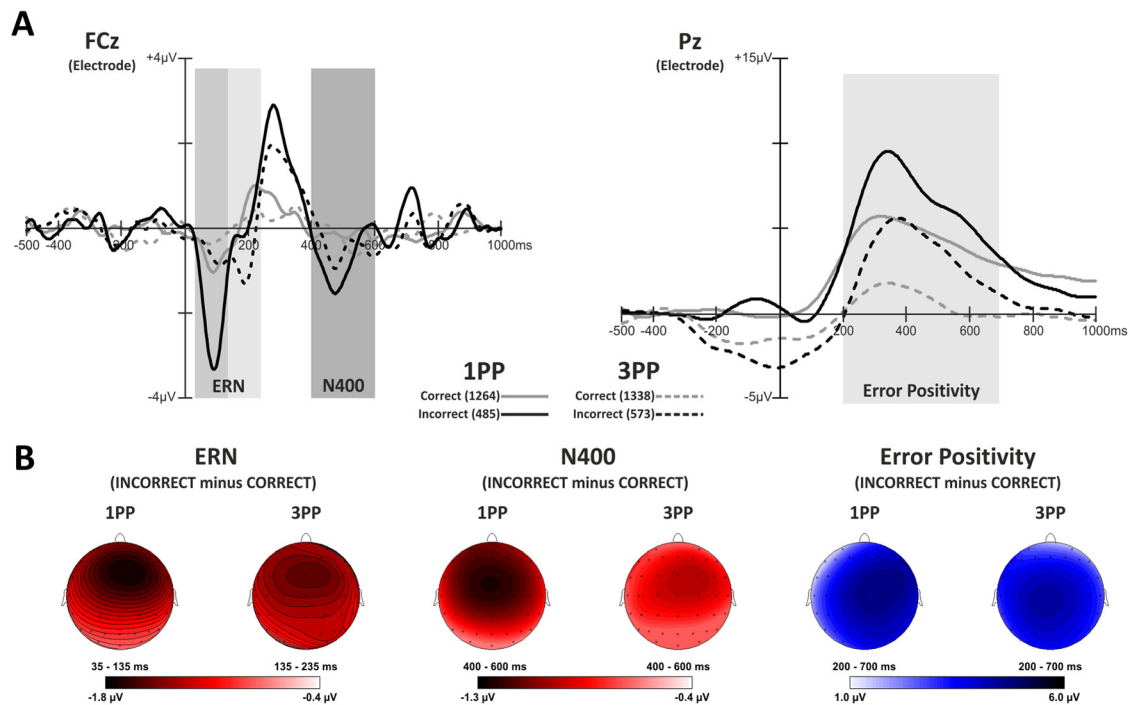 A
FCz
(Electrode)
+4µV
-500
-400
-200
200
400
600
800
1000ms
-4µV
ERN
N400
Pz
(Electrode)
+15µV
-500
-400
-200
200
400
600
800
1000ms
-5µV
Error Positivity
1PP
3PP
Correct (1264)
Correct (1338)
Incorrect (485)
Incorrect (573)
B
ERN
(INCORRECT minus CORRECT)
1PP
3PP
35 - 135 ms
135 - 235 ms
-1.8 µV
-0.4 µV
N400
(INCORRECT minus CORRECT)
1PP
3PP
400 - 600 ms
400 - 600 ms
-1.3 µV
-0.4 µV
Error Positivity
(INCORRECT minus CORRECT)
1PP
3PP
200 - 700 ms
200 - 700 ms
1.0 µV
6.0 µV